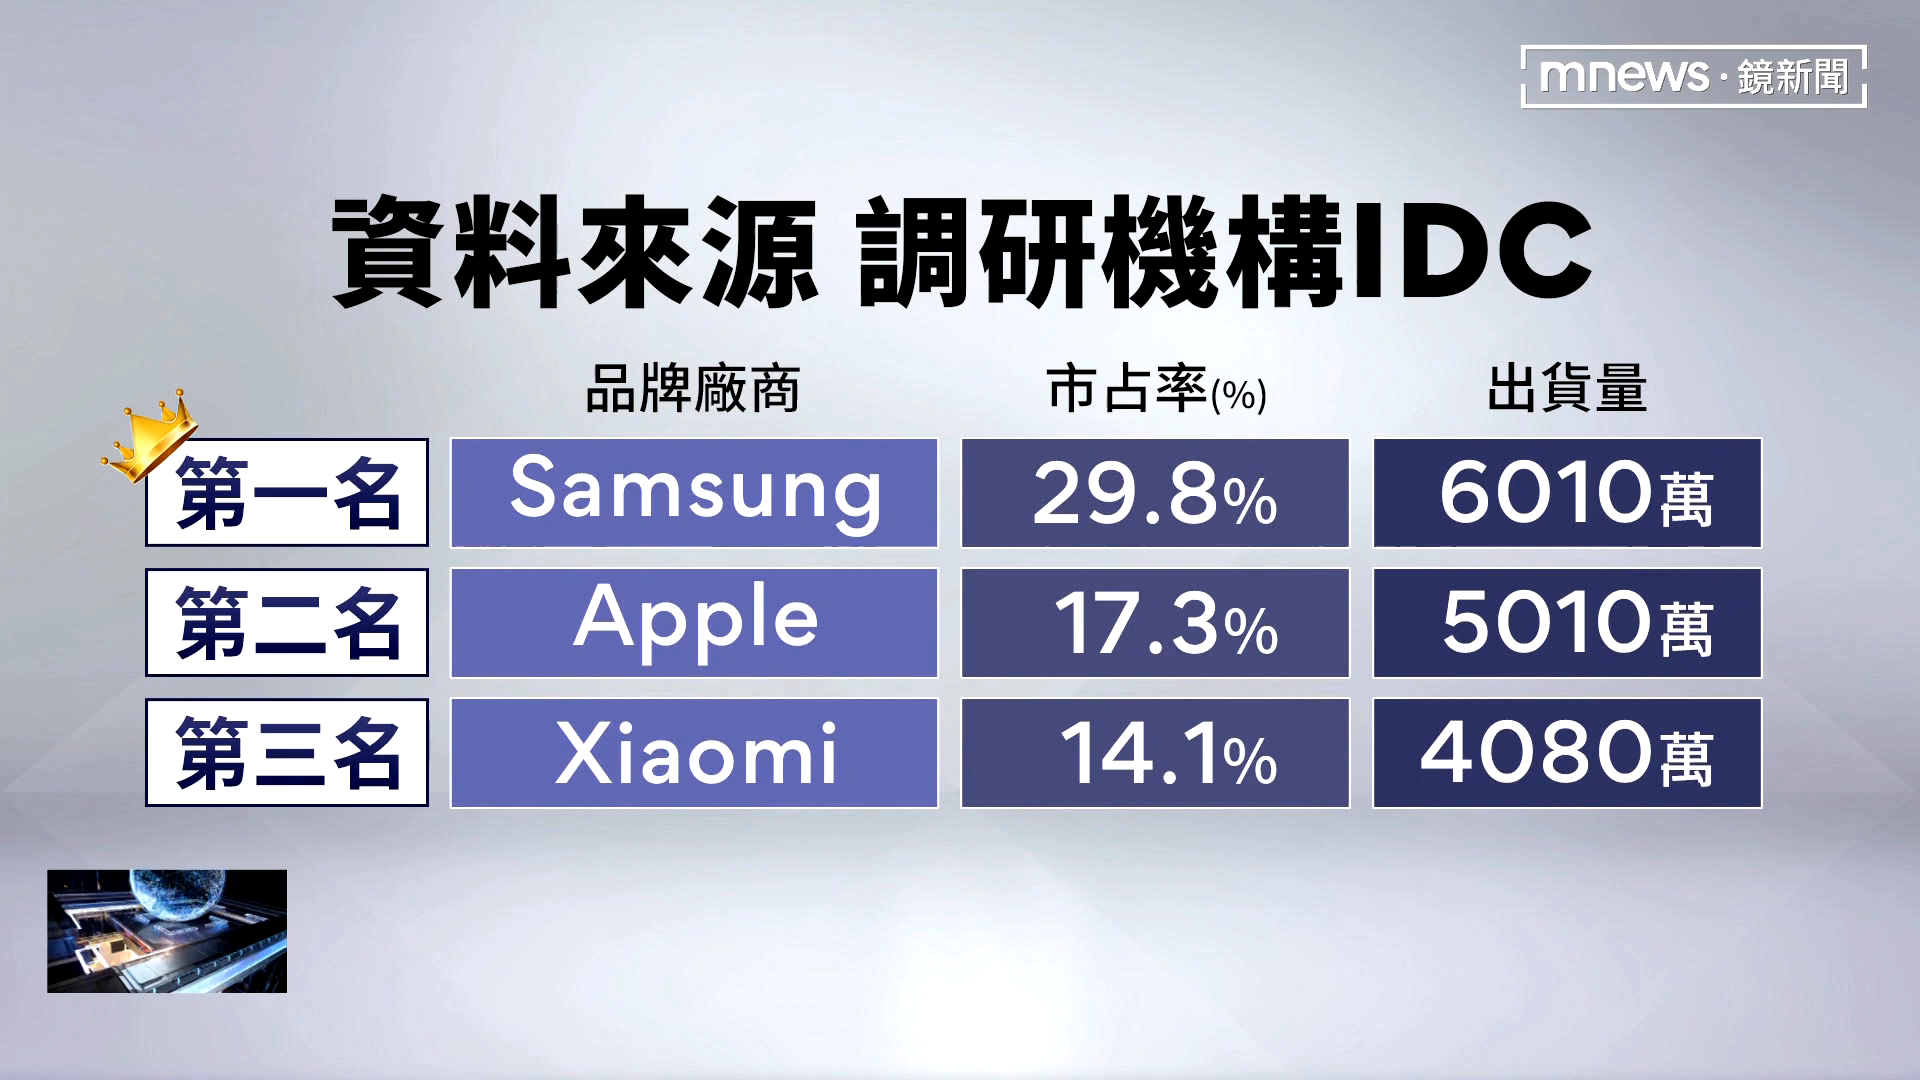 mnews·鏡新聞
資料來源 調研機構IDC
品牌廠商 市占率(%) 出貨量
第一名 Samsung 29.8% 6010萬
第二名 Apple 17.3% 5010萬
第三名 Xiaomi 14.1% 4080萬